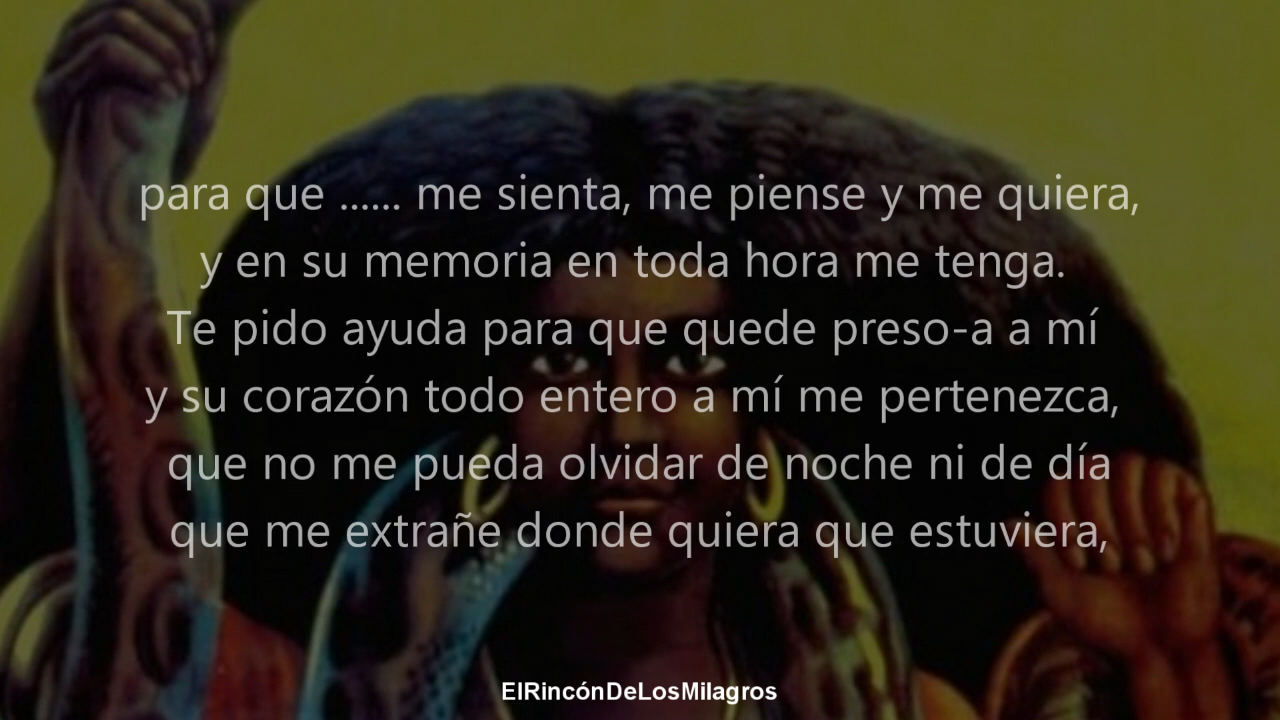 para que ...... me sienta, me piense y me quiera,
y en su memoria en toda hora me tenga.
Te pido ayuda para que quede preso-a a mí
y su corazón todo entero a mí me pertenezca,
que no me pueda olvidar de noche ni de día
que me extrañe donde quiera que estuviera,
ElRincónDeLosMilagros